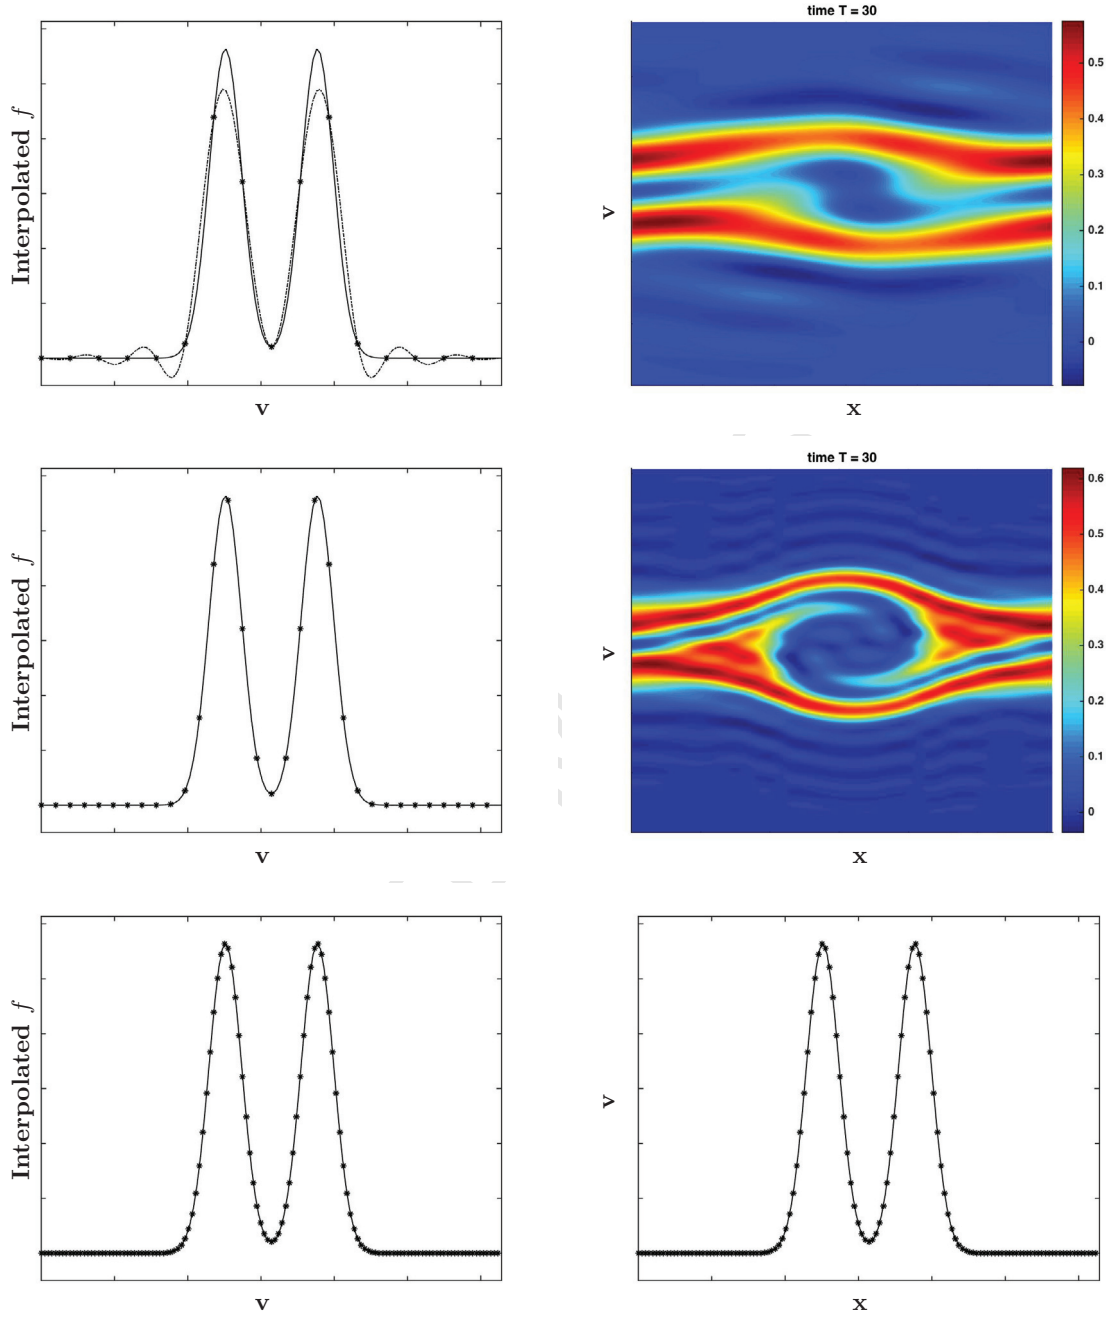 Interpolated f
v
time T = 30
v
0.5
0.4
0.3
0.2
0.1
0
x
Interpolated f
v
time T = 30
v
0.6
0.5
0.4
0.3
0.2
0.1
0
x
Interpolated f
v
v
x